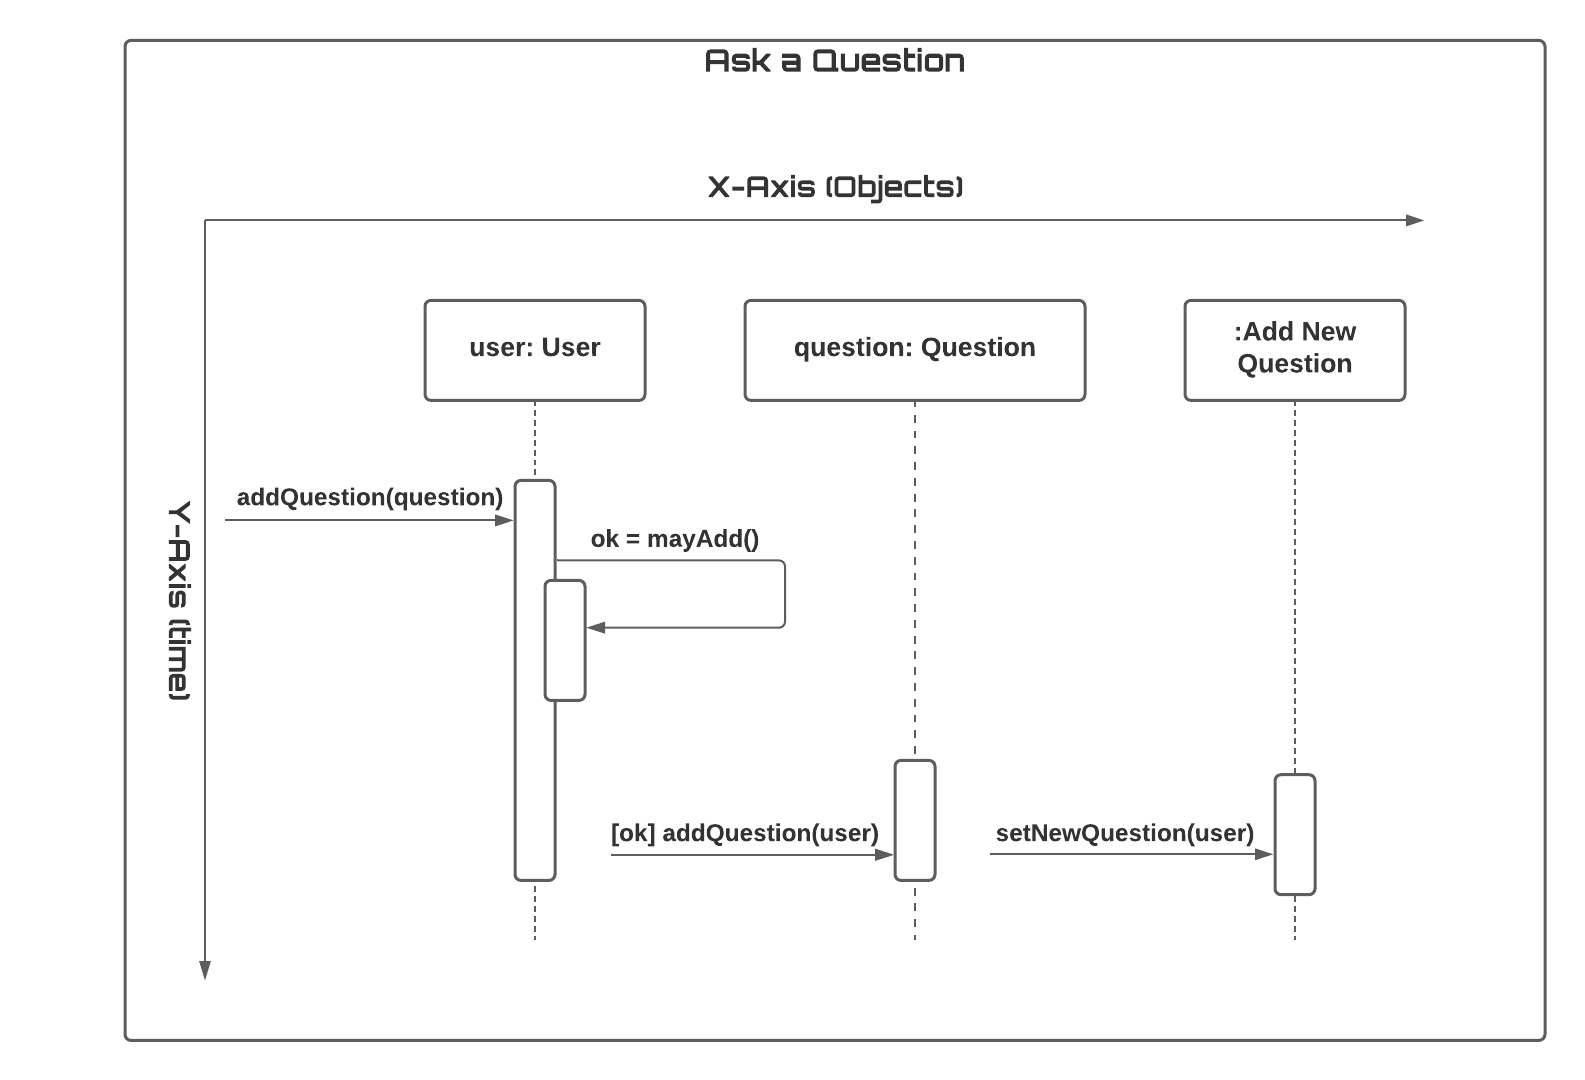 Ask a Question
X-Axis (Objects)
Y-Axis (time)
user: User
question: Question
:Add New
Question
addQuestion(question)
ok = mayAdd()
[ok] addQuestion(user)
setNewQuestion(user)